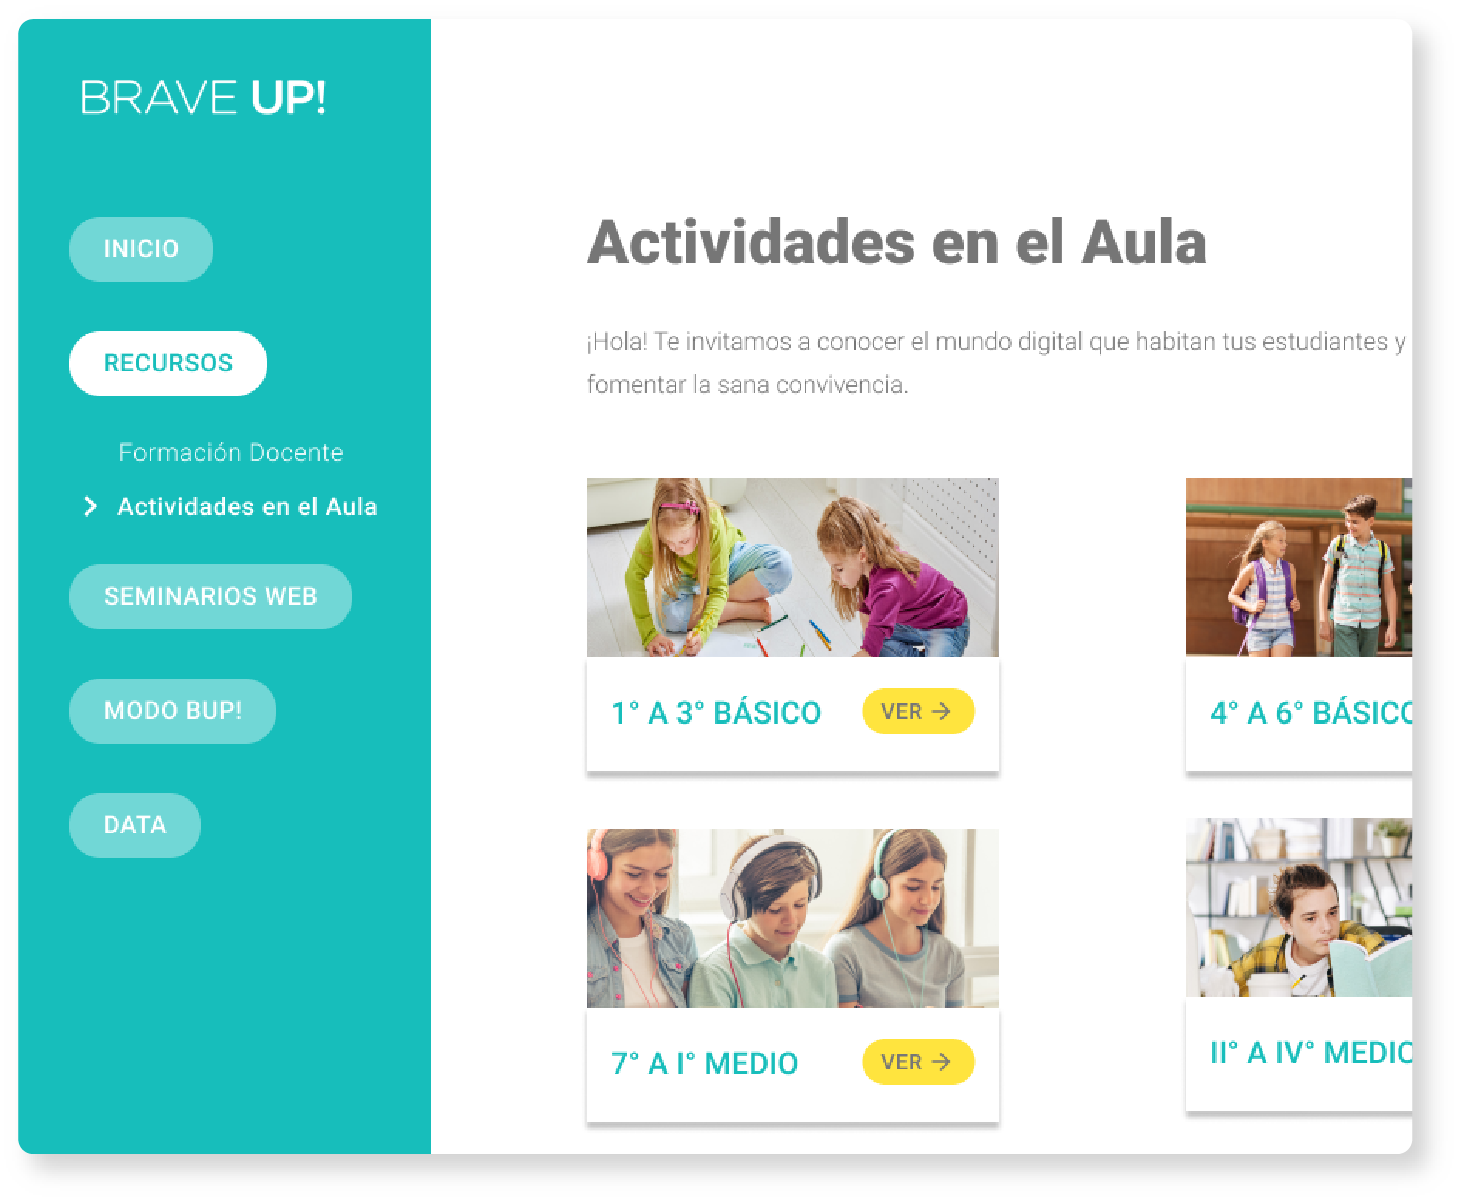 BRAVE UP!
INICIO
RECURSOS
Formación Docente
Actividades en el Aula
SEMINARIOS WEB
MODO BUP!
DATA
Actividades en el Aula
¡Hola! Te invitamos a conocer el mundo digital que habitan tus estudiantes y
fomentar la sana convivencia.
1° A 3° BÁSICO
VER
4° A 6° BÁSICO
7° A I° MEDIO
VER
II° A IV° MEDIO